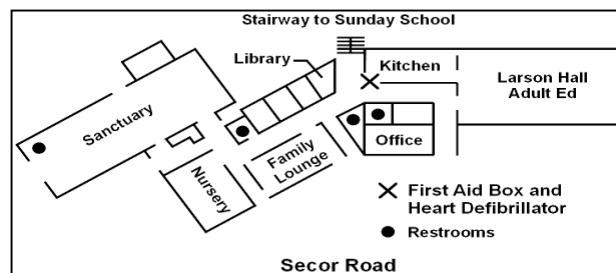 Stairway to Sunday School
Library
Kitchen
Larson Hall
Adult Ed
Sanctuary
Office
Family
Lounge
Nursery
First Aid Box and
Heart Defibrillator
Restrooms
Secor Road